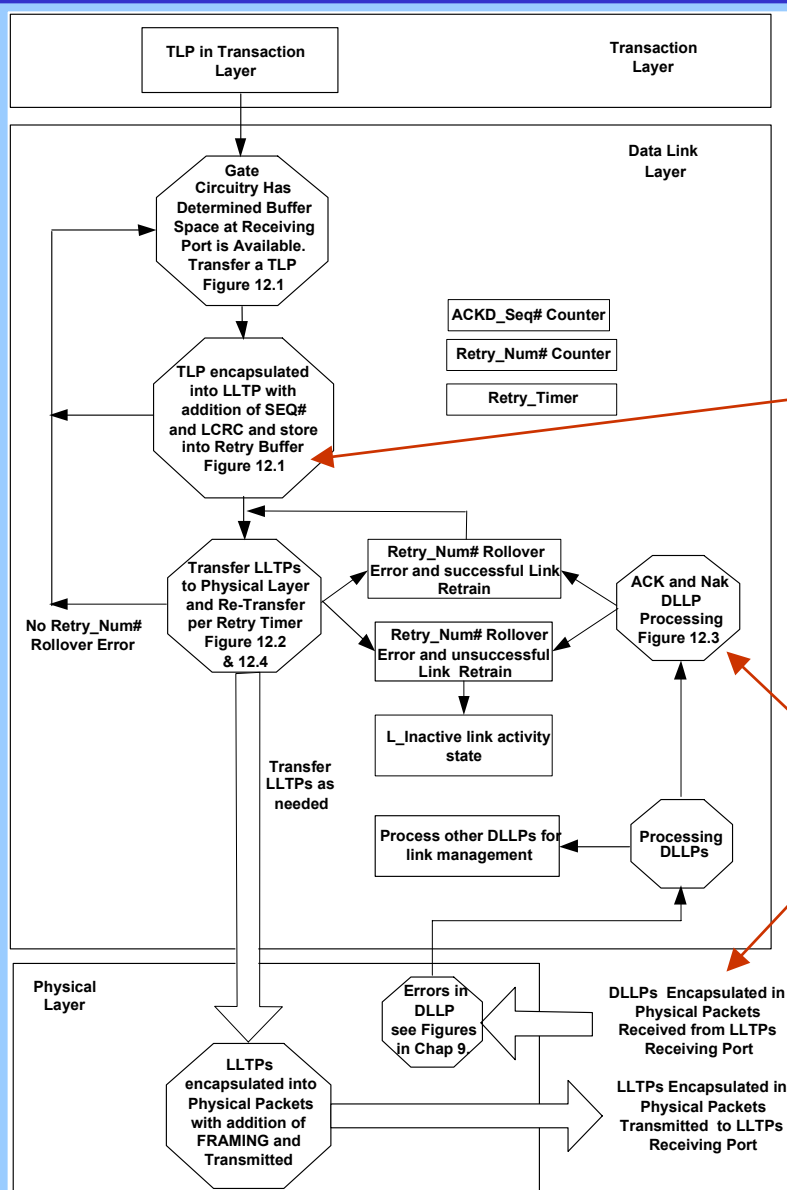 TLP in Transaction
Layer
Transaction
Layer
Data Link
Layer
Gate
Circuitry Has
Determined Buffer
Space at Receiving
Port is Available.
Transfer a TLP
Figure 12.1
ACKD_Seq# Counter
Retry_Num# Counter
Retry_Timer
TLP encapsulated
into LLTP with
addition of SEQ#
and LCRC and store
into Retry Buffer
Figure 12.1
Transfer LLTPs
to Physical Layer
and Re-Transfer
per Retry Timer
Figure 12.2
& 12.4
No Retry_Num#
Rollover Error
Retry_Num# Rollover
Error and successful Link
Retrain
Retry_Num# Rollover
Error and unsuccessful
Link Retrain
ACK and Nak
DLLP
Processing
Figure 12.3
L_Inactive link activity
state
Transfer
LLTPs as
needed
Process other DLLPs for
link management
Processing
DLLPs
Physical
Layer
Errors in
DLLP
see Figures
in Chap 9.
DLLPs Encapsulated in
Physical Packets
Received from LLTPs
Receiving Port
LLTPs
encapsulated into
Physical Packets
with addition of
FRAMING and
Transmitted
LLTPs Encapsulated in
Physical Packets
Transmitted to LLTPs
Receiving Port